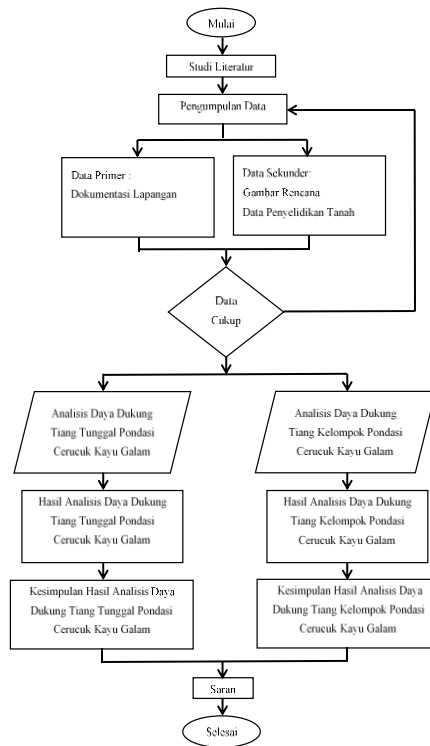 Mulai
Studi Literatur
Pengumpulan Data
Data Primer :
Dokumentasi Lapangan
Data Sekunder:
Gambar Rencana
Data Penyelidikan Tanah
Data
Cukup
Analisis Daya Dukung
Tiang Tunggal Pondasi
Cerucuk Kayu Galam
Analisis Daya Dukung
Tiang Kelompok Pondasi
Cerucuk Kayu Galam
Hasil Analisis Daya Dukung
Tiang Tunggal Pondasi
Cerucuk Kayu Galam
Hasil Analisis Daya Dukung
Tiang Kelompok Pondasi
Cerucuk Kayu Galam
Kesimpulan Hasil Analisis Daya
Dukung Tiang Tunggal Pondasi
Cerucuk Kayu Galam
Kesimpulan Hasil Analisis Daya
Dukung Tiang Kelompok Pondasi
Cerucuk Kayu Galam
Saran
Selesai